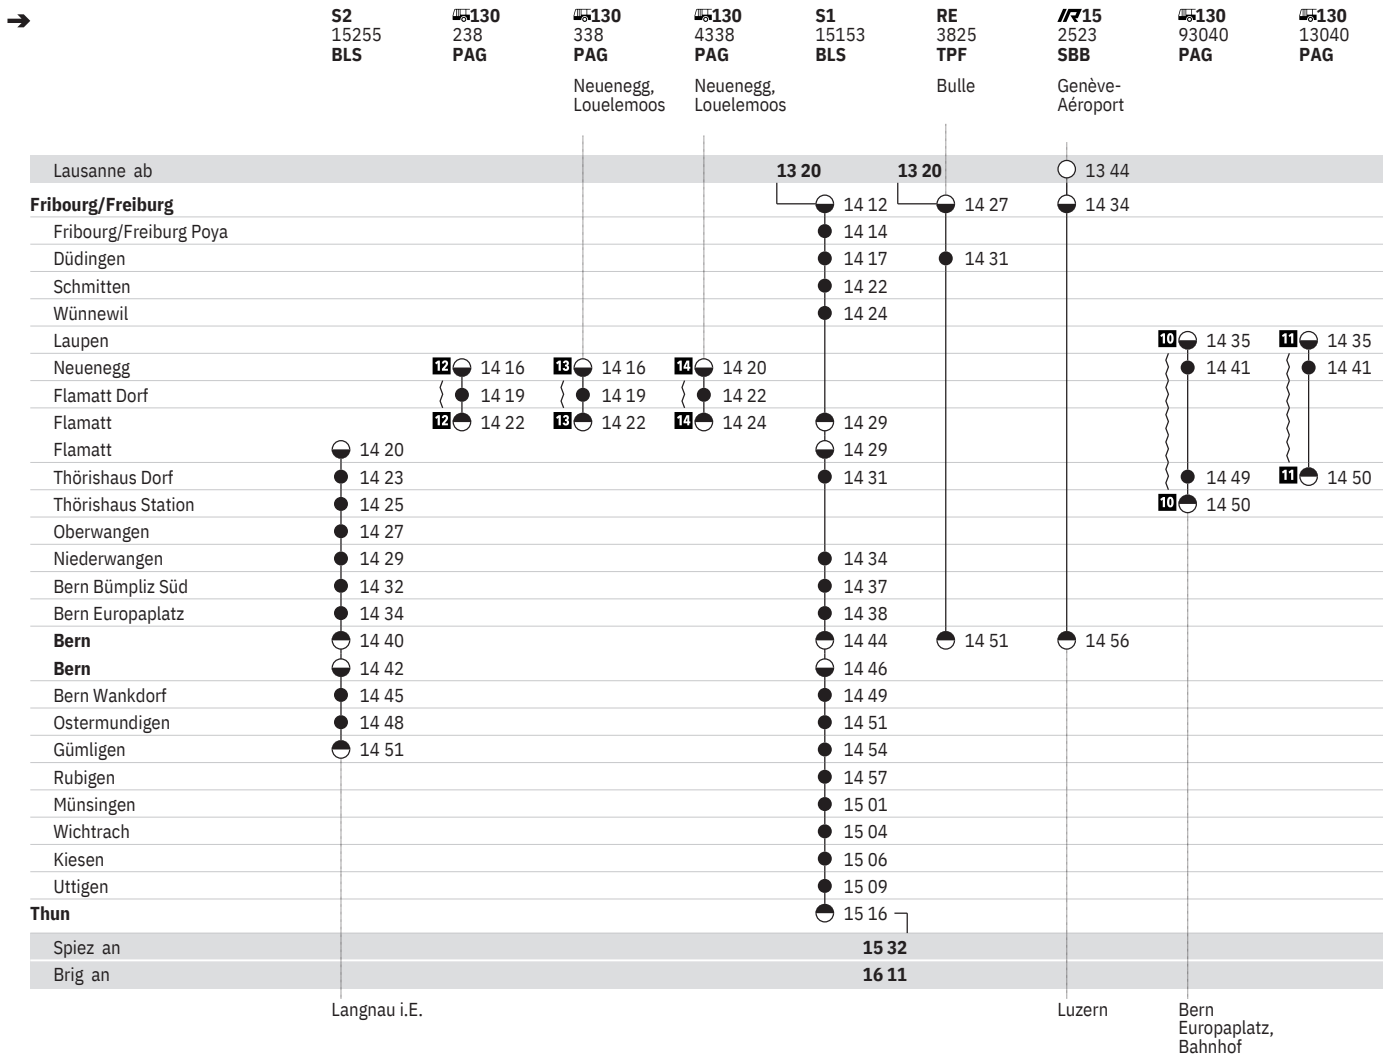 ➔ S2 130 130 130 S1 RE IR15 130 130
15255 238 338 4338 15153 3825 2523 93040 13040
BLS PAG PAG PAG BLS TPF SBB PAG PAG
Neuenegg, Neuenegg, Bulle Genève-
Louelemoos Louelemoos Aéroport
Lausanne ab 13 20 13 20 13 44
Fribourg/Freiburg 14 12 14 27 14 34
Fribourg/Freiburg Poya 14 14
Düdingen 14 17 14 31
Schmitten 14 22
Wünnewil 14 24
Laupen 10 14 35 11 14 35
Neuenegg 12 14 16 13 14 16 14 14 20 14 41 14 41
Flamatt Dorf 14 19 14 19 14 22
Flamatt 12 14 22 13 14 22 14 14 24 14 29
Flamatt 14 20 14 29
Thörishaus Dorf 14 23 14 31 14 49 11 14 50
Thörishaus Station 14 25 10 14 50
Oberwangen 14 27
Niederwangen 14 29 14 34
Bern Bümpliz Süd 14 32 14 37
Bern Europaplatz 14 34 14 38
Bern 14 40 14 44 14 51 14 56
Bern 14 42 14 46
Bern Wankdorf 14 45 14 49
Ostermundigen 14 48 14 51
Gümligen 14 51 14 54
Rubigen 14 57
Münsingen 15 01
Wichtrach 15 04
Kiesen 15 06
Uttigen 15 09
Thun 15 16
Spiez an 15 32
Brig an 16 11
Langnau i.E. Luzern Bern
Europaplatz,
Bahnhof